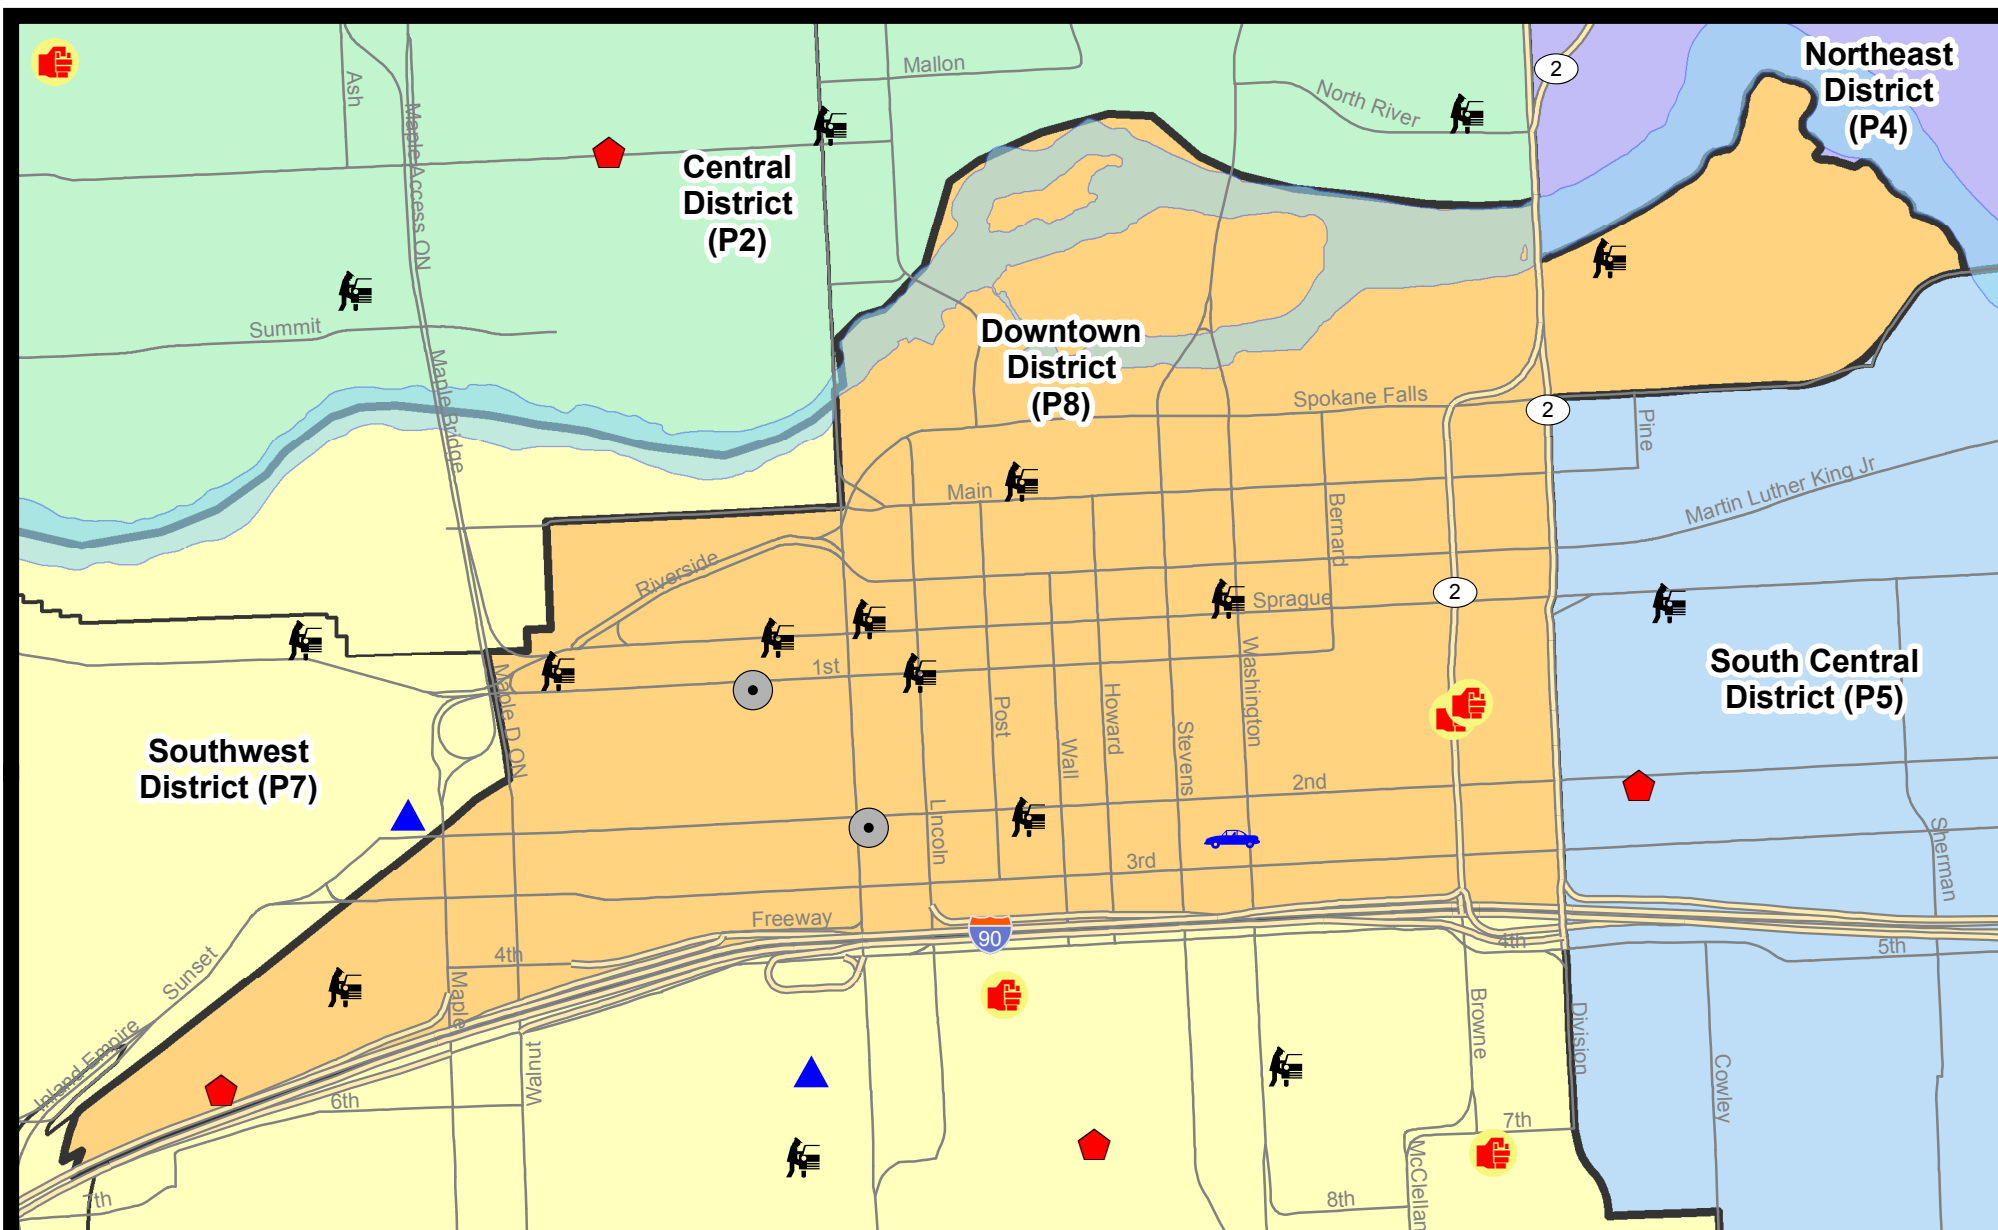 Ash
Maple Access ON
Mallon
North River
2
Northeast
District
(P4)
Central
District
(P2)
Summit
Maple Bridge
Downtown
District
(P8)
Spokane Falls
2
Pine
Main
Bernard
Martin Luther King Jr
Riverside
Sprague
2
1st
Washington
South Central
District (P5)
Maple D ON
Post
Howard
Wall
Stevens
Southwest
District (P7)
2nd
Lincoln
3rd
Sherman
Freeway
90
4th
4th
5th
Sunset
Maple
Browne
Division
Inland Empire
Walnut
6th
Cowley
7th
McClellan
7th
8th